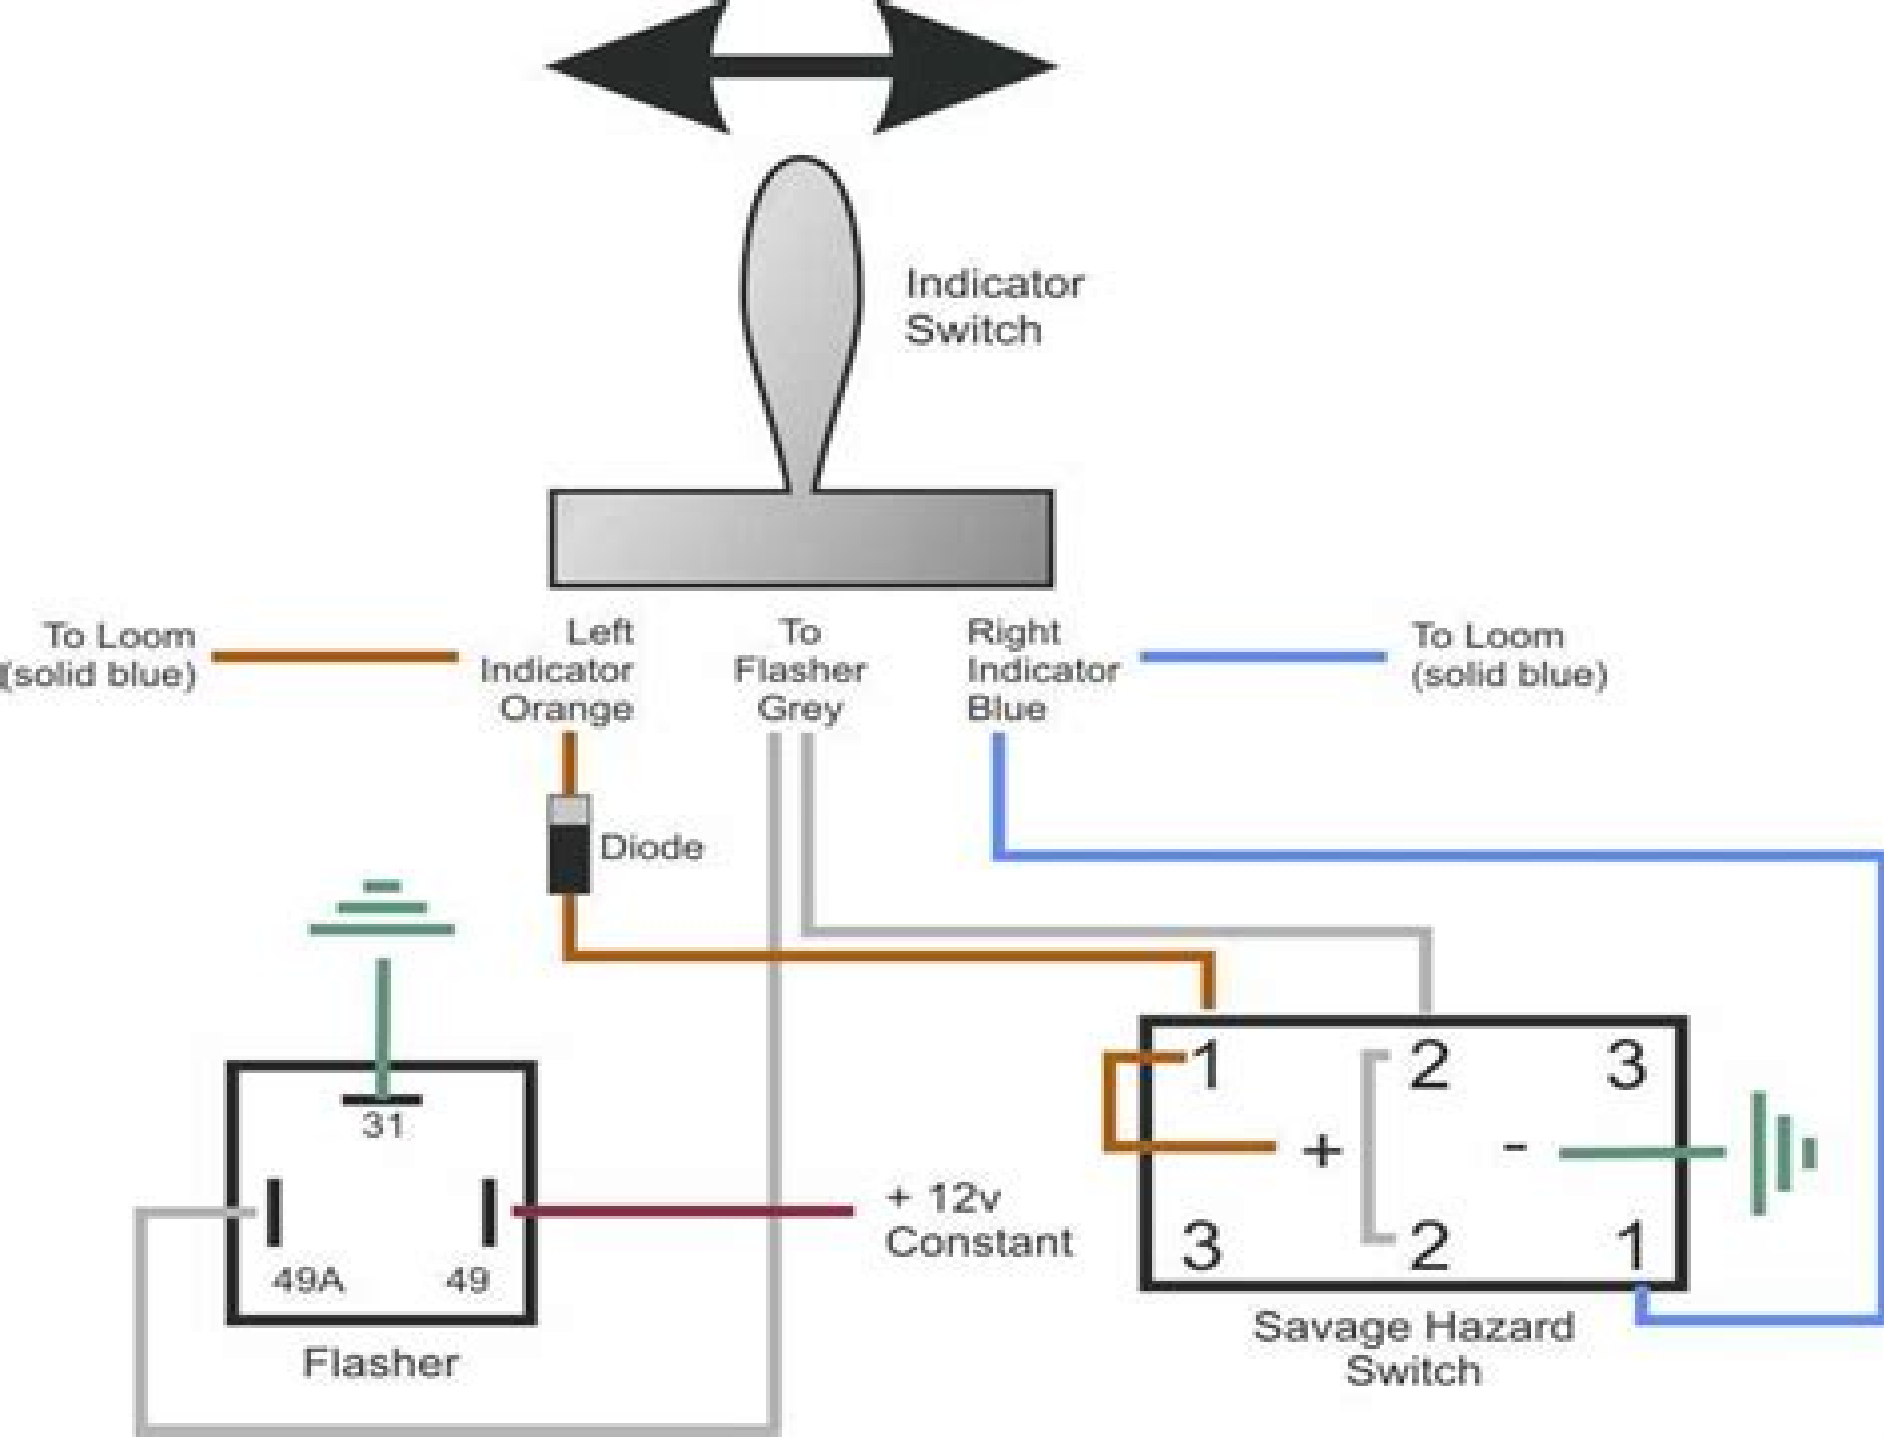 Indicator
Switch
To Loom
(solid blue)
Left
Indicator
Orange
To
Flasher
Grey
Right
Indicator
Blue
To Loom
(solid blue)
Diode
31
49A
49
Flasher
+ 12v
Constant
1
2
3
+
-
3
2
1
Savage Hazard
Switch